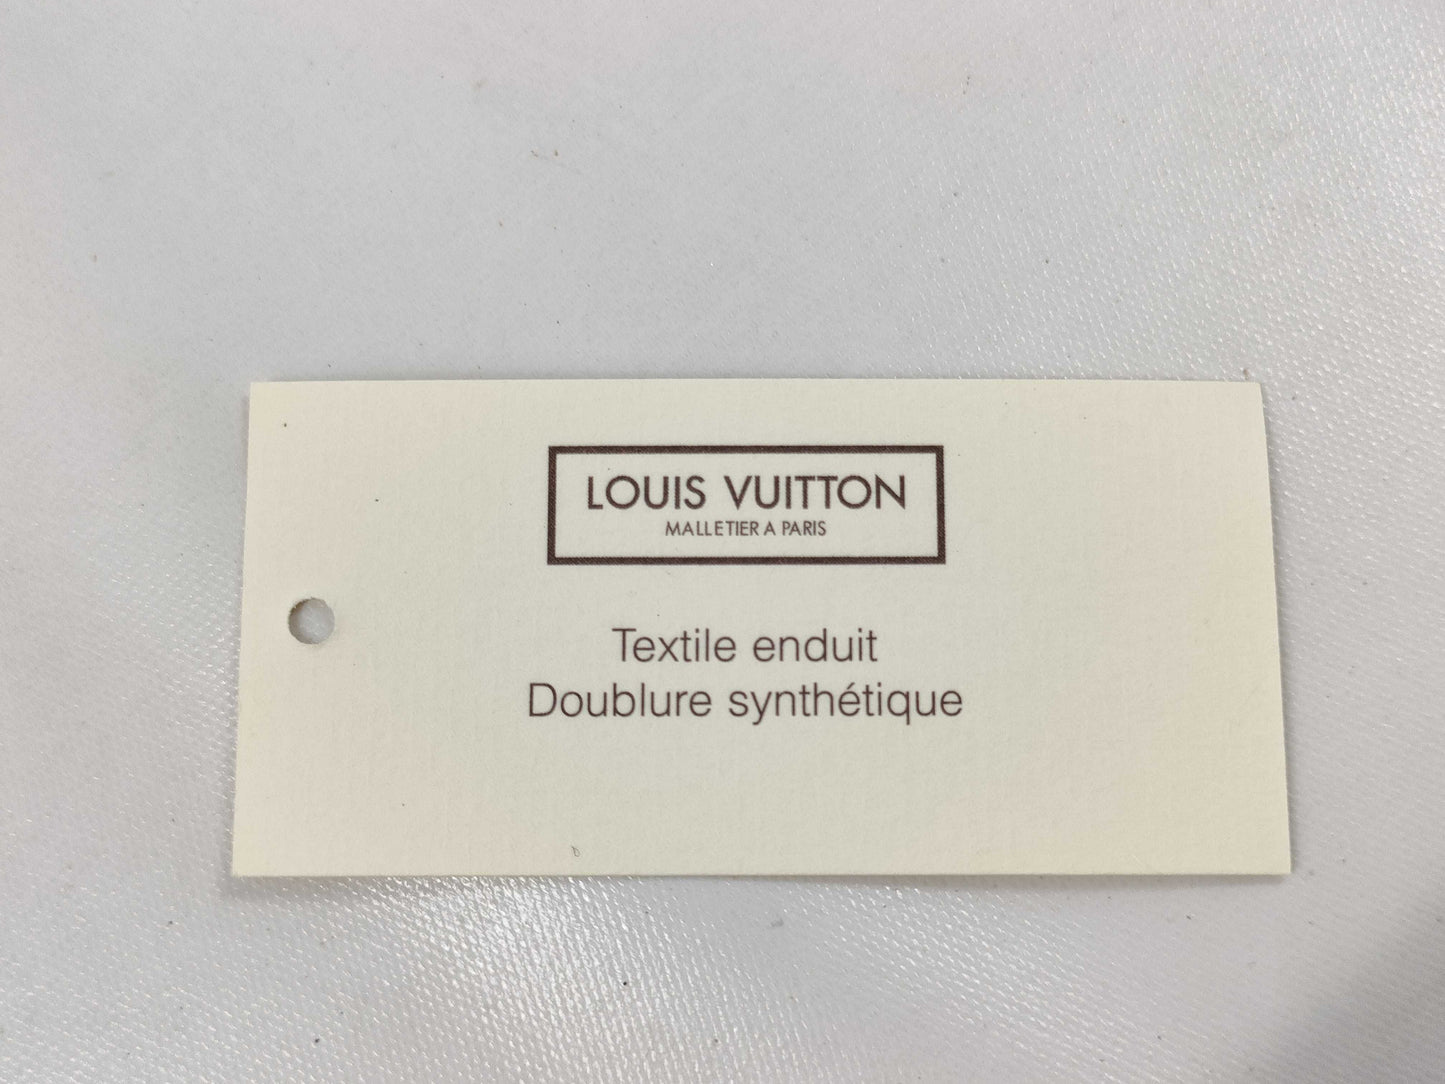 LOUIS VUITTON
MALLETIER A PARIS
Textile enduit
Doublure synthétique